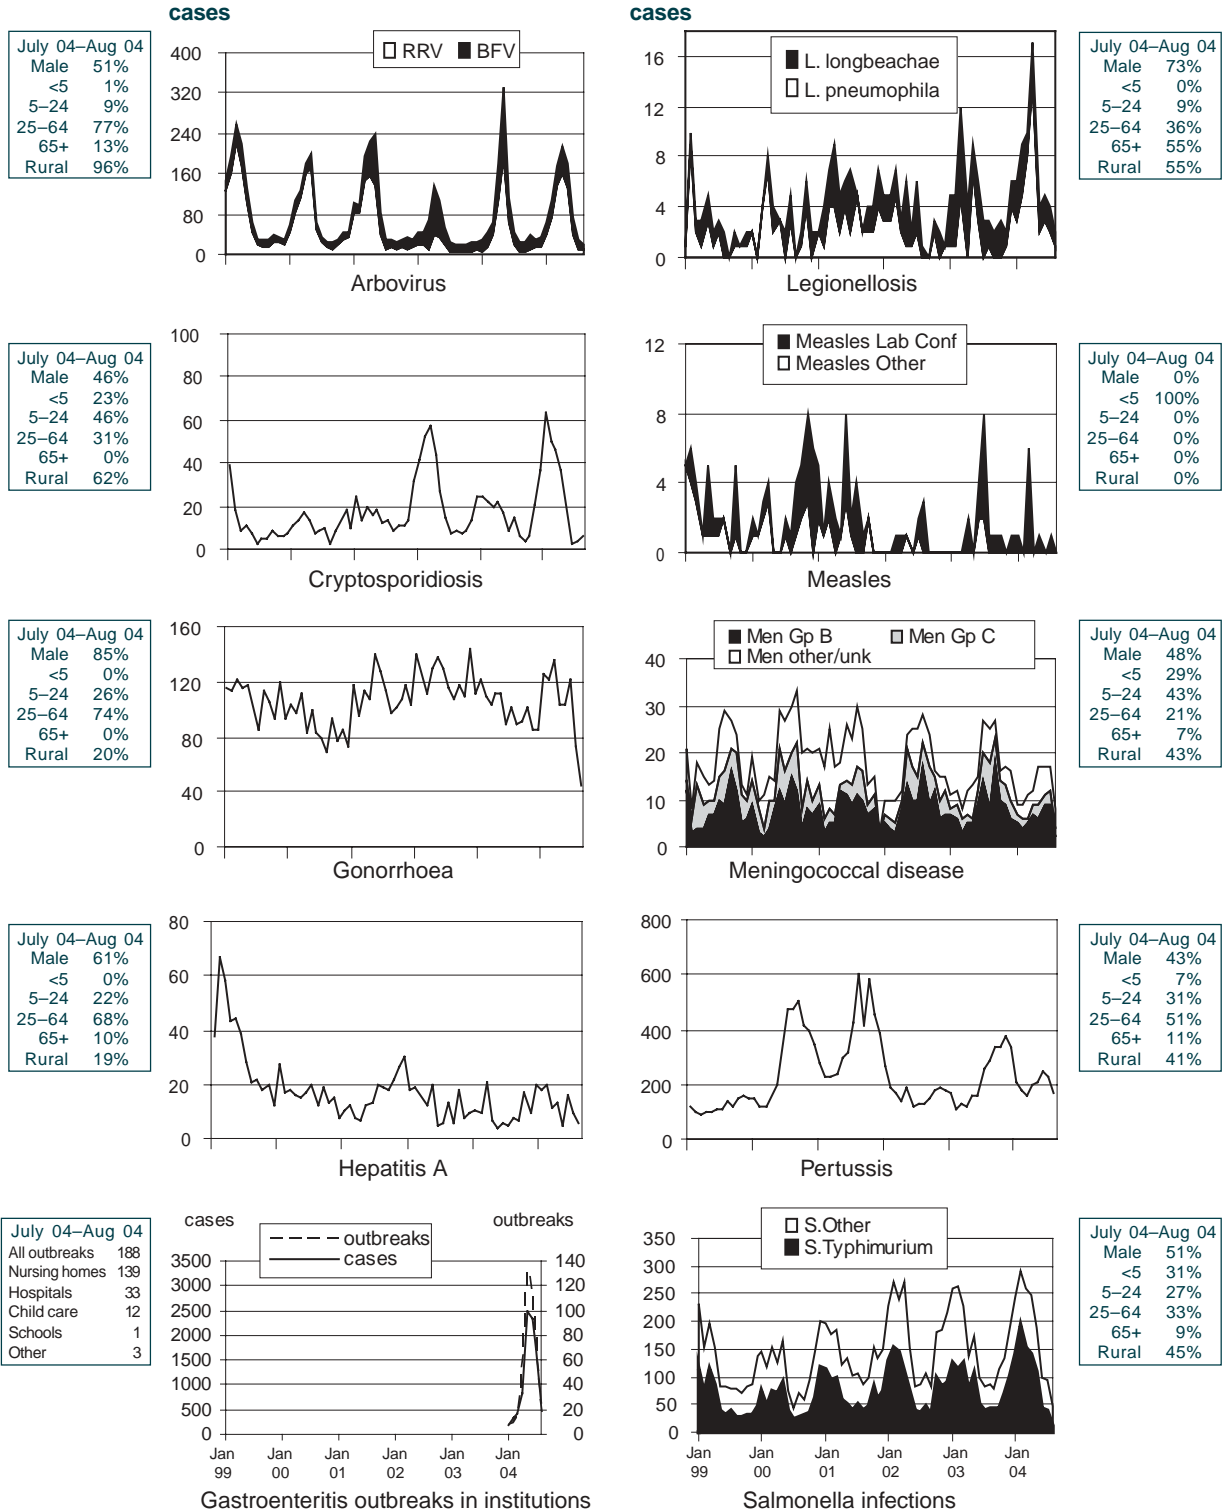 cases
July 04–Aug 04
Male 51%
<5 1%
5–24 9%
25–64 77%
65+ 13%
Rural 96%
RRV BFV
400
320
240
160
80
0
Arbovirus
cases
L. longbeachae
L. pneumophila
16
12
8
4
0
Legionellosis
July 04–Aug 04
Male 73%
<5 0%
5–24 9%
25–64 36%
65+ 55%
Rural 55%
July 04–Aug 04
Male 46%
<5 23%
5–24 46%
25–64 31%
65+ 0%
Rural 62%
100
80
60
40
20
0
Cryptosporidiosis
Measles Lab Conf
Measles Other
12
8
4
0
Measles
July 04–Aug 04
Male 0%
<5 100%
5–24 0%
25–64 0%
65+ 0%
Rural 0%
July 04–Aug 04
Male 85%
<5 0%
5–24 26%
25–64 74%
65+ 0%
Rural 20%
160
120
80
40
0
Gonorrhoea
Men Gp B Men Gp C
Men other/unk
40
30
20
10
0
Meningococcal disease
July 04–Aug 04
Male 48%
<5 29%
5–24 43%
25–64 21%
65+ 7%
Rural 43%
July 04–Aug 04
Male 61%
<5 0%
5–24 22%
25–64 68%
65+ 10%
Rural 19%
80
60
40
20
0
Hepatitis A
800
600
400
200
0
Pertussis
July 04–Aug 04
Male 43%
<5 7%
5–24 31%
25–64 51%
65+ 11%
Rural 41%
July 04–Aug 04
All outbreaks 188
Nursing homes 139
Hospitals 33
Child care 12
Schools 1
Other 3
cases outbreaks
outbreaks
cases
3500 140
3000 120
2500 100
2000 80
1500 60
1000 40
500 20
0 0
Jan Jan Jan Jan Jan Jan
99 00 01 02 03 04
Gastroenteritis outbreaks in institutions
S.Other
S.Typhimurium
350
300
250
200
150
100
50
0
Jan Jan Jan Jan Jan Jan
99 00 01 02 03 04
Salmonella infections
July 04–Aug 04
Male 51%
<5 31%
5–24 27%
25–64 33%
65+ 9%
Rural 45%